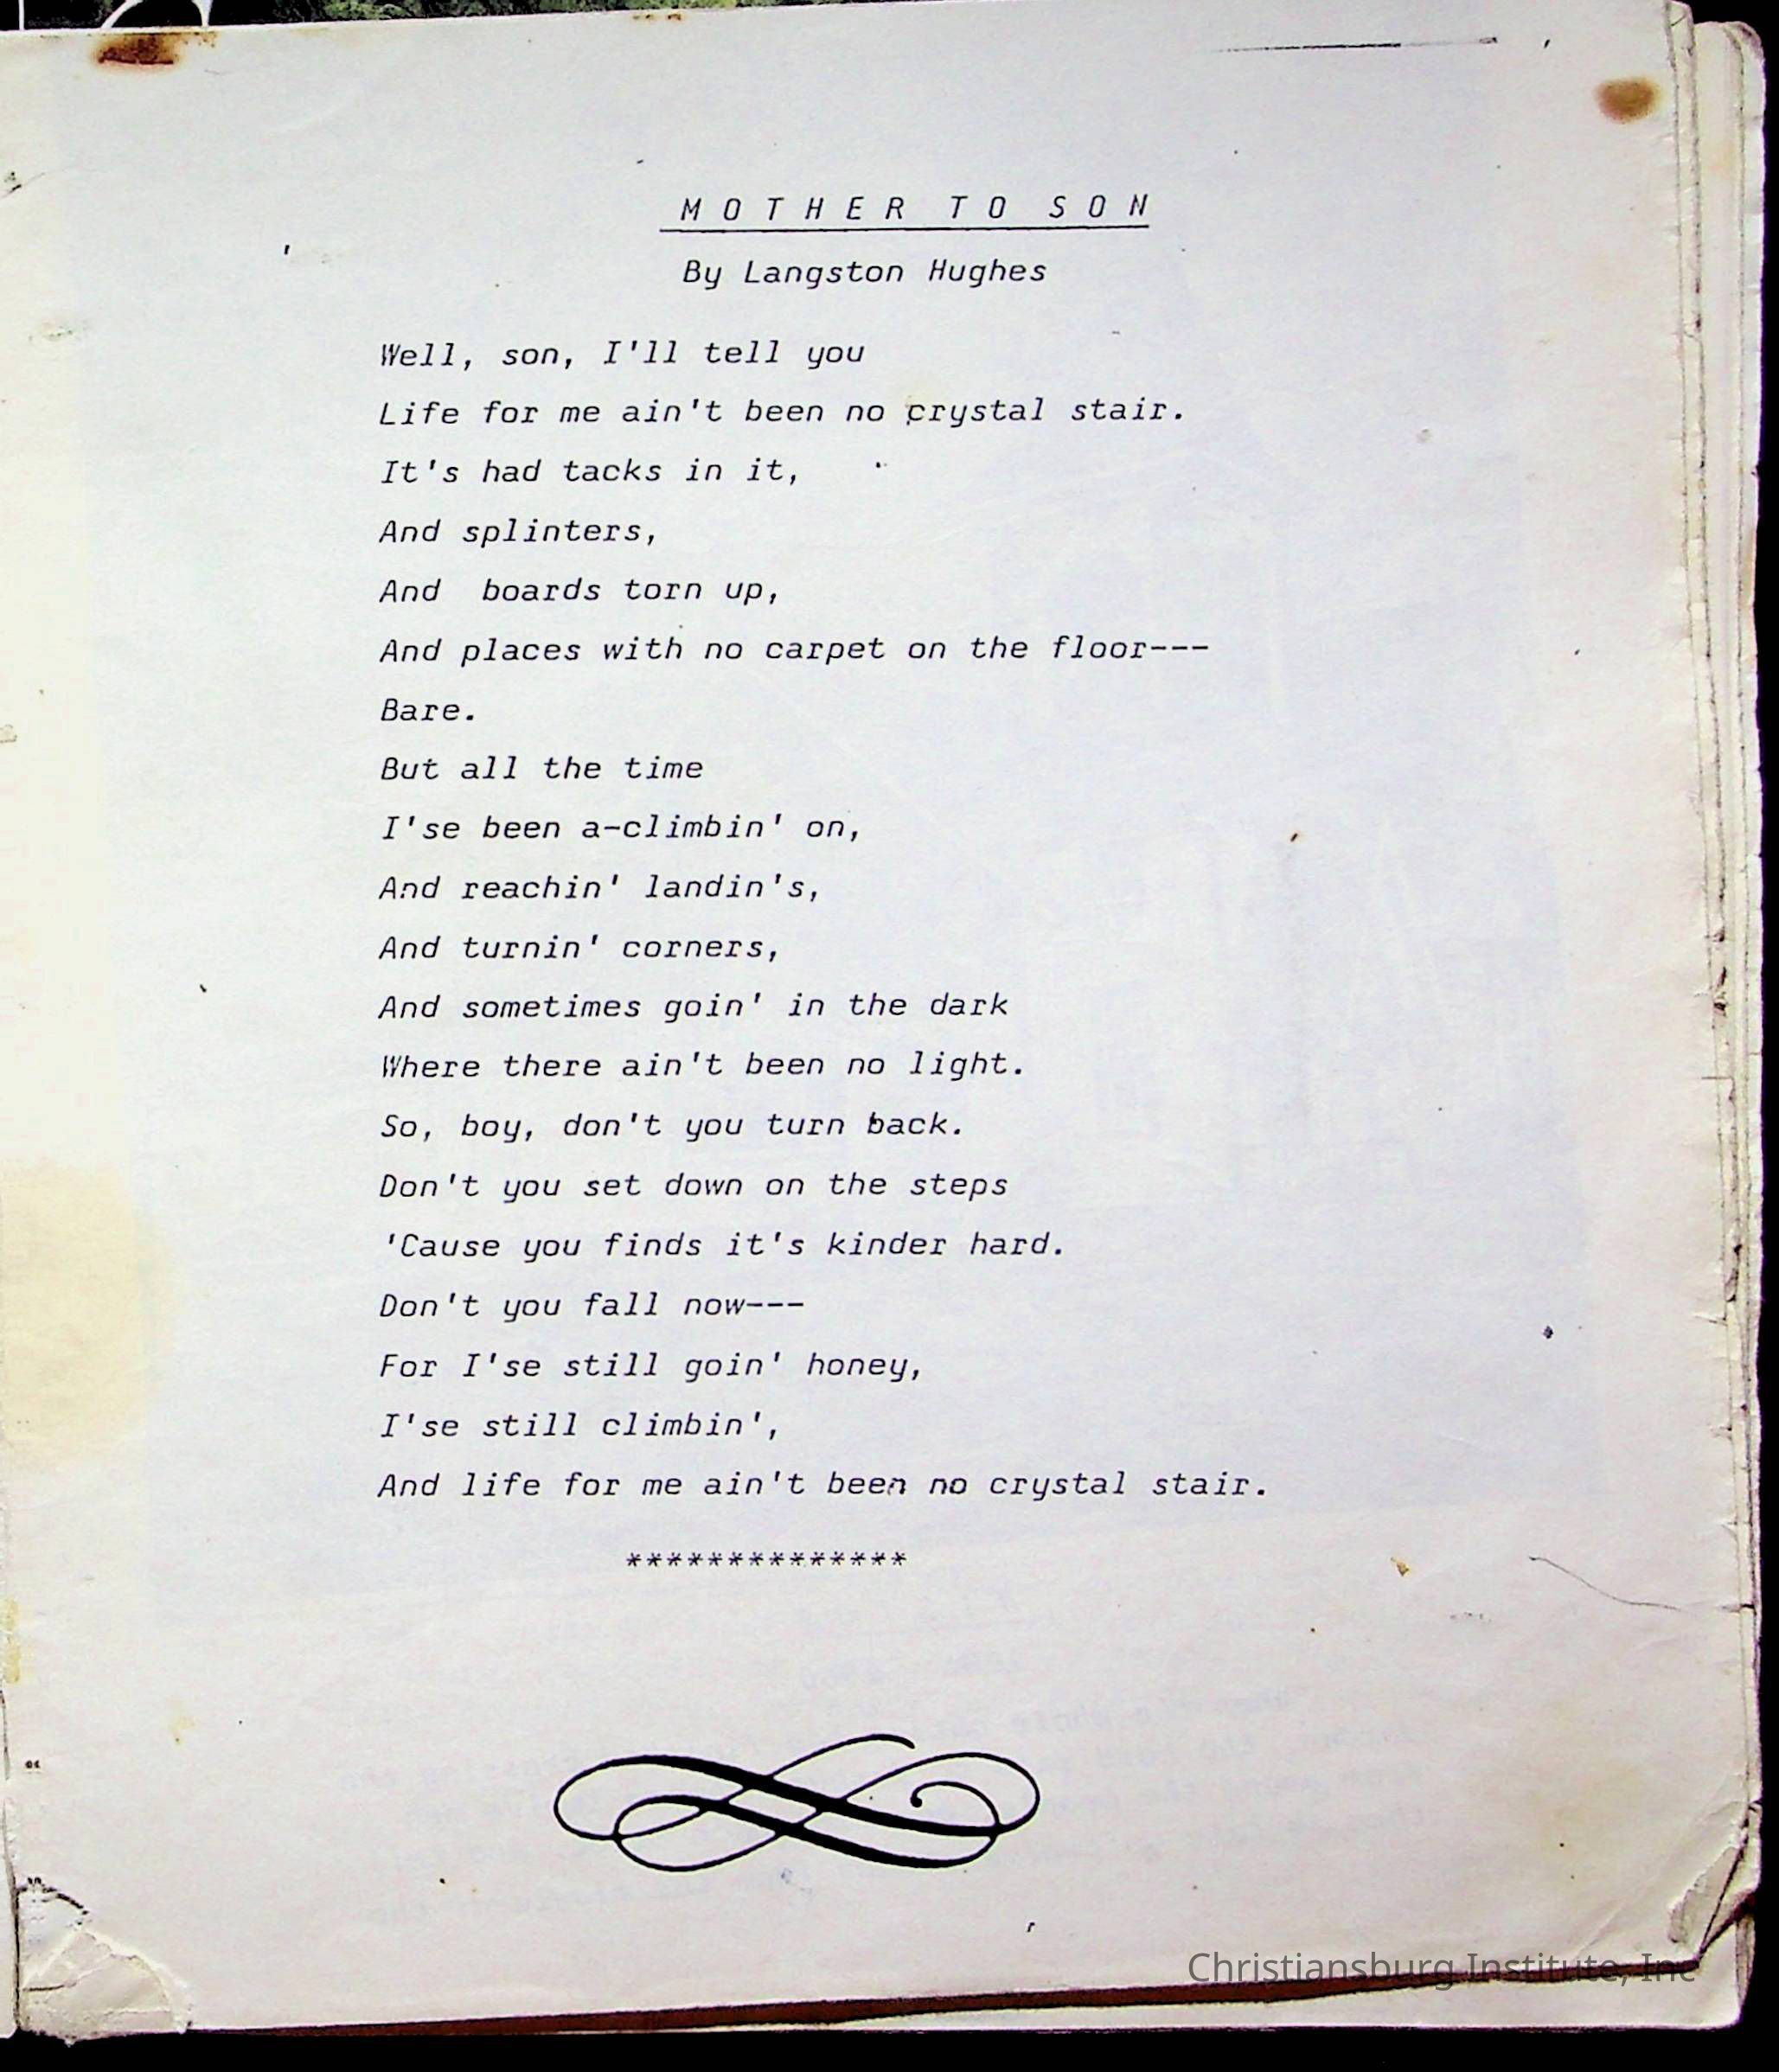 M O T H E R  T O  S O N
By Langston Hughes
Well, son, I'll tell you
Life for me ain't been no crystal stair.
It's had tacks in it,
And splinters,
And  boards torn up,
And places with no carpet on the floor---
Bare.
But all the time
I'se been a-climbin' on,
And reachin' landin's,
And turnin' corners,
And sometimes goin' in the dark
Where there ain't been no light.
So, boy, don't you turn back.
Don't you set down on the steps
'Cause you finds it's kinder hard.
Don't you fall now---
For I'se still goin' honey,
I'se still climbin',
And life for me ain't been no crystal stair.
**************
Christiansburg Institute, Inc